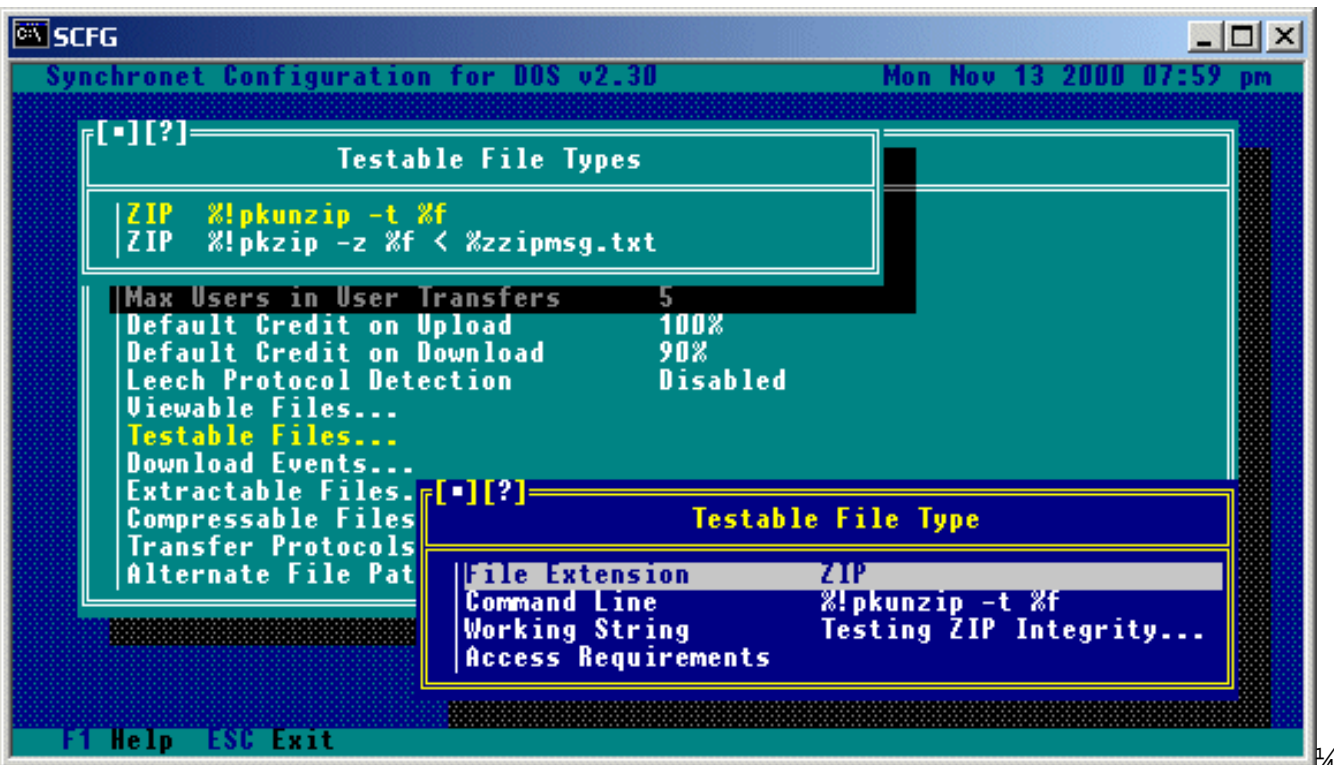 SCFG
Synchronet Configuration for DOS v2.30 Mon Nov 13 2000 07:59 pm
[▪][?]
Testable File Types
ZIP %!pkunzip -t %f
ZIP %!pkzip -z %f < %zzipmsg.txt
Max Users in User Transfers 5
Default Credit on Upload 100%
Default Credit on Download 90%
Leech Protocol Detection Disabled
Viewable Files...
Testable Files...
Download Events...
Extractable Files.
Compressable Files
Transfer Protocols
Alternate File Pat
[▪][?]
Testable File Type
File Extension ZIP
Command Line %!pkunzip -t %f
Working String Testing ZIP Integrity...
Access Requirements
F1 Help ESC Exit
¼